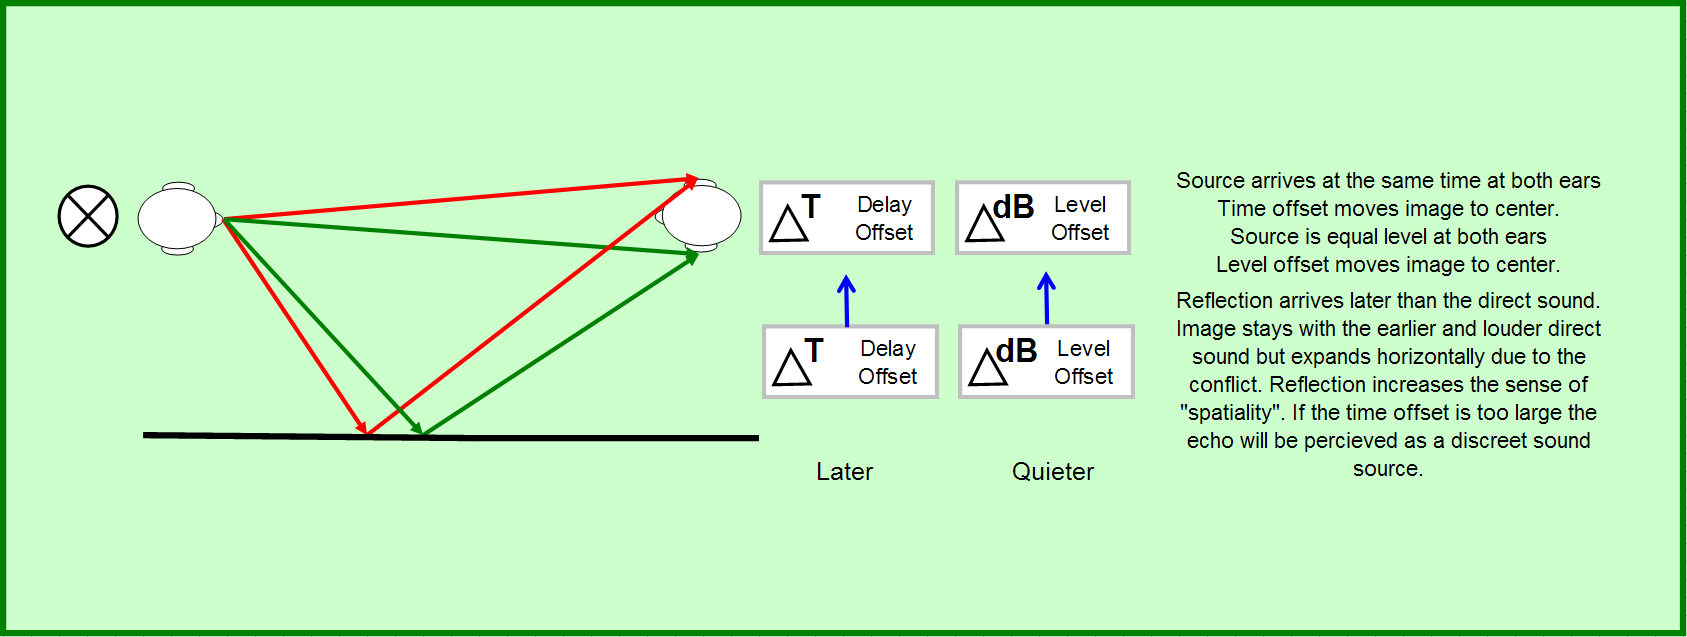 ΔT Delay
Offset
ΔdB Level
Offset
Source arrives at the same time at both ears
Time offset moves image to center.
Source is equal level at both ears
Level offset moves image to center.
Reflection arrives later than the direct sound.
Image stays with the earlier and louder direct
sound but expands horizontally due to the
conflict. Reflection increases the sense of
"spatiality". If the time offset is too large the
echo will be percieved as a discreet sound
source.
ΔT Delay
Offset
ΔdB Level
Offset
Later
Quieter